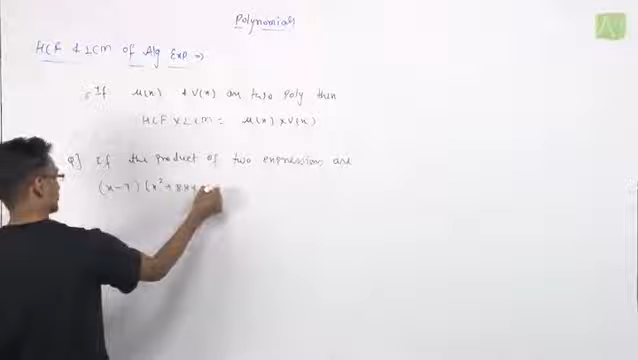 Polynomials
HCF & LCM of Alg Exp ⇒
If u(x) & v(x) are two Poly then
HCF x LCM = u(x) x v(x)
Q] If the product of two expressions are
(x-7) (x² + 8x +